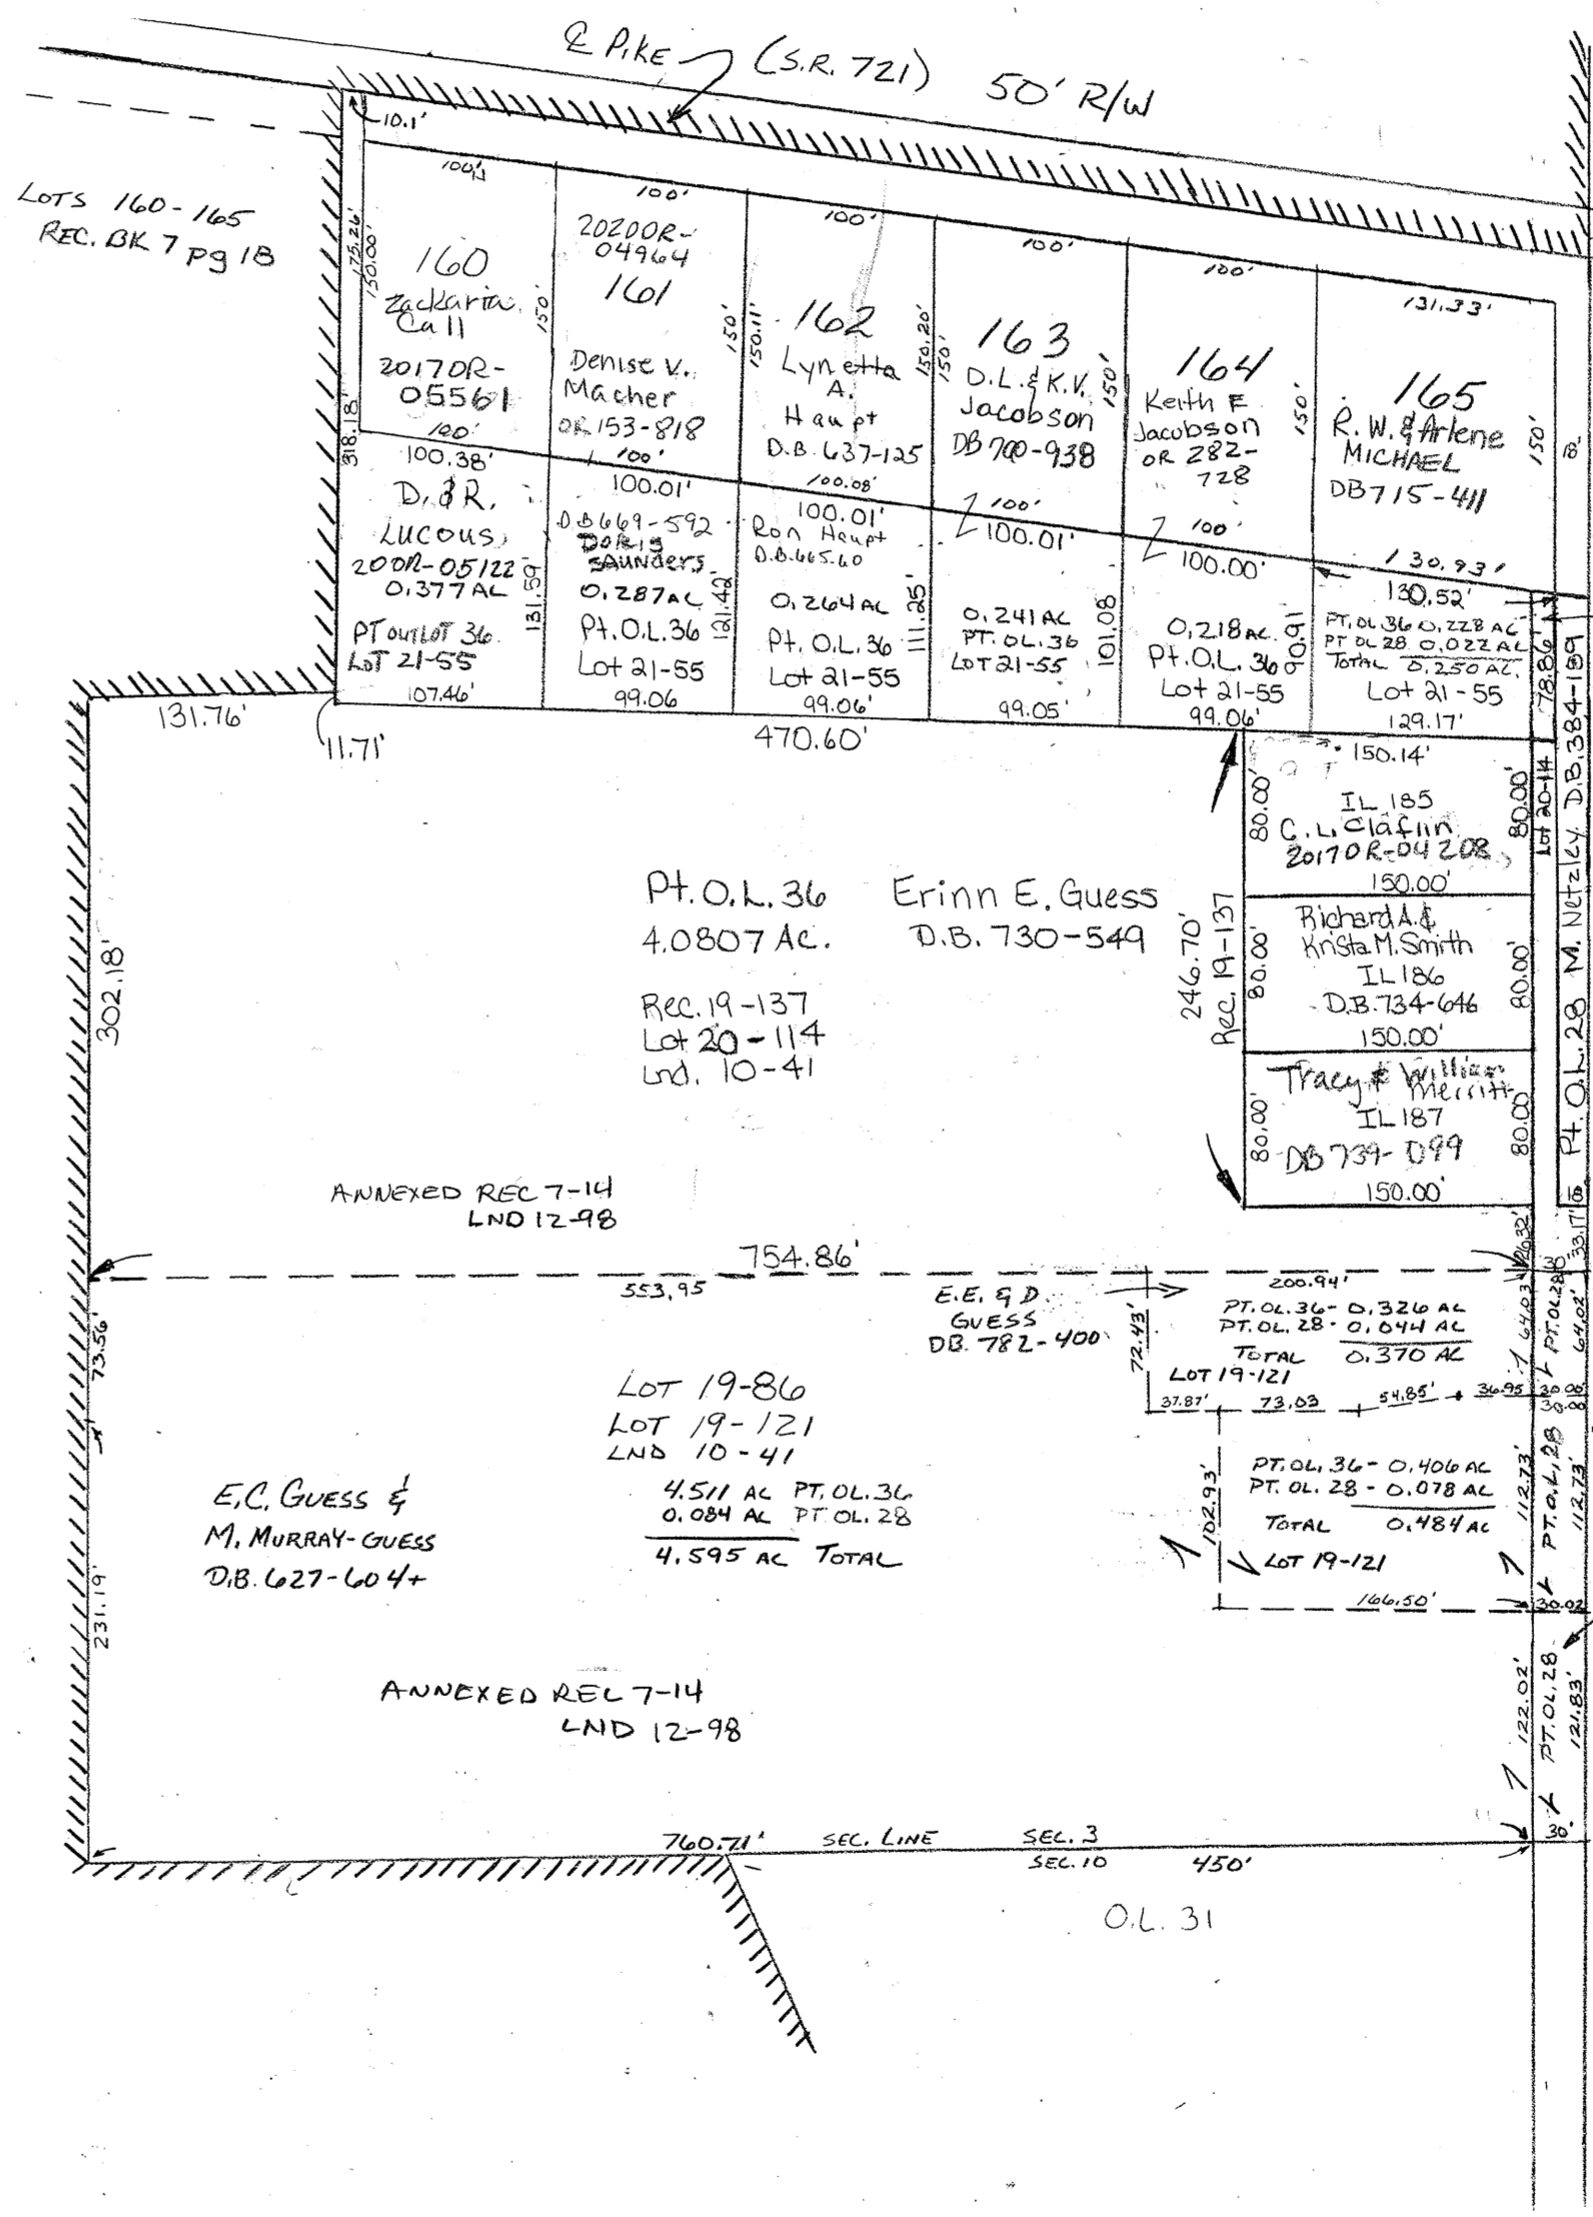 ℄ PIKE (S.R. 721) 50' R/W
10.1'
LOTS 160-165
REC. BK 7 pg 1B
175.26'
150.00'
318.18'
100'
160
Zackaria
Call
2017OR-
05561
100'
150'
100'
2020OR-
04964
161
Denise V.
Macher
OR 153-818
100'
150'
150.11'
100'
162
Lynetta
A.
Haupt
D.B. 637-125
100.08'
150.20'
150'
100'
163
D.L. & K.V.
Jacobson
DB 700-938
100'
150'
100'
164
Keith E
Jacobson
OR 282-
728
100'
150'
131.33'
165
R.W. & Arlene
MICHAEL
DB 715-411
130.93'
150'
100.38'
D. & R.
LUCOUS
200R-05122
0.377 AC
PT OUTLOT 36
LOT 21-55
107.46'
131.59'
100.01'
D.B 669-592
DORIS
SAUNDERS
0.287 AC
Pt. O.L. 36
Lot 21-55
99.06
121.42'
100.01'
Ron Haupt
D.B. 665-60
0.264 AC
Pt. O.L. 36
Lot 21-55
99.06'
111.25'
100.01'
0.241 AC
PT. OL. 36
LOT 21-55
99.05'
101.08
100.00'
0.218 AC.
Pt. O.L. 36
Lot 21-55
99.06'
90.91
130.52'
PT. OL 36 0.228 AC
PT OL 28 0.022 AC
TOTAL 0.250 AC.
Lot 21-55
129.17'
78.86'
131.76'
11.71'
470.60'
150.14'
80.00'
IL 185
C. L. Claflin
2017OR-04208
80.00'
150.00'
Lot 20-114
Pt. O.L. 28 M. Netzley D.B. 384-189
80.00'
Richard A. &
Krista M. Smith
IL 186
D.B. 734-646
80.00'
150.00'
80.00'
Tracy & William
Merritt
IL 187
DB 739-099
80.00
150.00'
246.70'
Rec. 19-137
302.18'
Pt. O.L. 36 Erinn E. Guess
4.0807 AC. D.B. 730-549
Rec. 19-137
Lot 20-114
Lnd. 10-41
ANNEXED REC 7-14
LND 12-98
754.86'
553.95
26.32'
33.17'
E.E. & D.
GUESS
DB. 782-400
200.94'
PT. OL. 36- 0.326 AC
PT. OL. 28- 0.044 AC
TOTAL 0.370 AC
LOT 19-121
72.43'
64.03'
PT. OL. 28
64.02'
37.87' 73.03 54.85' 36.95 30.00'
30.00
73.56'
LOT 19-86
LOT 19-121
LND 10-41
4.511 AC PT. OL. 36
0.084 AC PT OL. 28
4.595 AC TOTAL
E.C. GUESS &
M. MURRAY-GUESS
D.B. 627-604+
231.19'
102.93'
PT. OL. 36- 0.406 AC
PT. OL. 28- 0.078 AC
TOTAL 0.484 AC
LOT 19-121
166.50'
112.73'
PT. O.L. 28
112.73'
30.02
122.02'
PT. OL. 28
121.83'
ANNEXED REC 7-14
LND 12-98
760.71' SEC. LINE SEC. 3
SEC. 10 450'
30'
O.L. 31